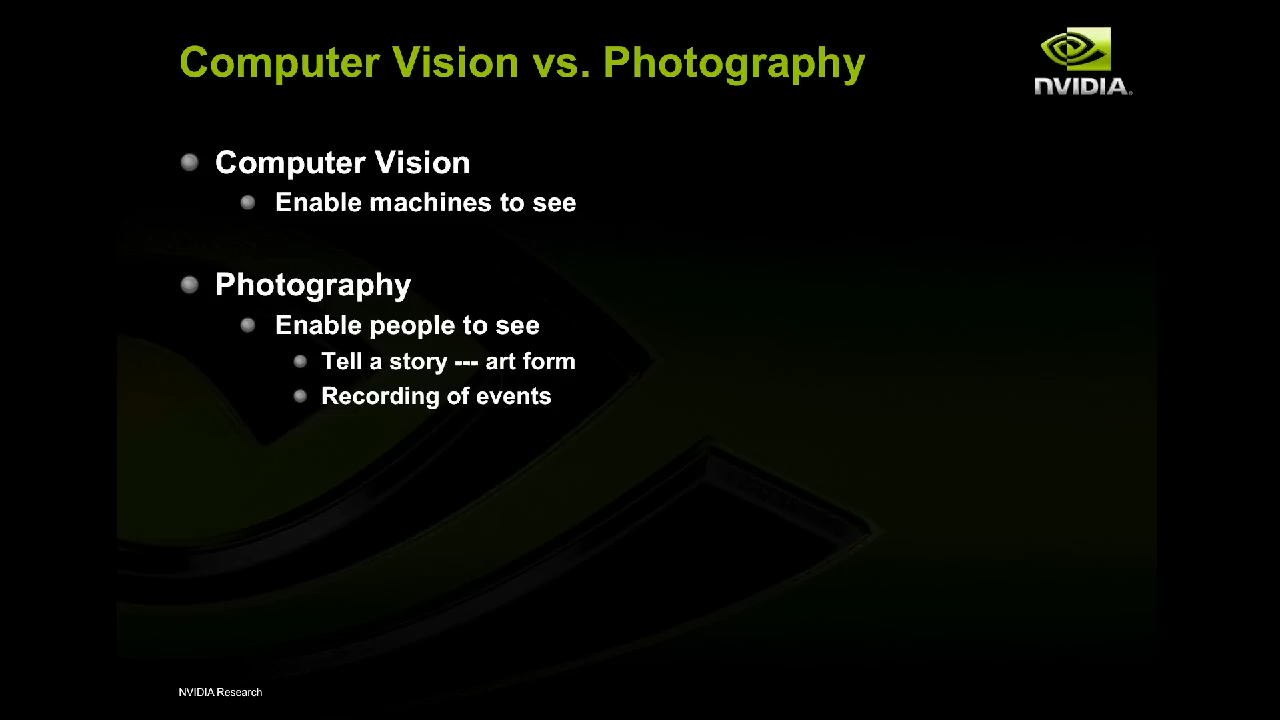 Computer Vision vs. Photography
NVIDIA.
Computer Vision
Enable machines to see
Photography
Enable people to see
Tell a story --- art form
Recording of events
NVIDIA Research